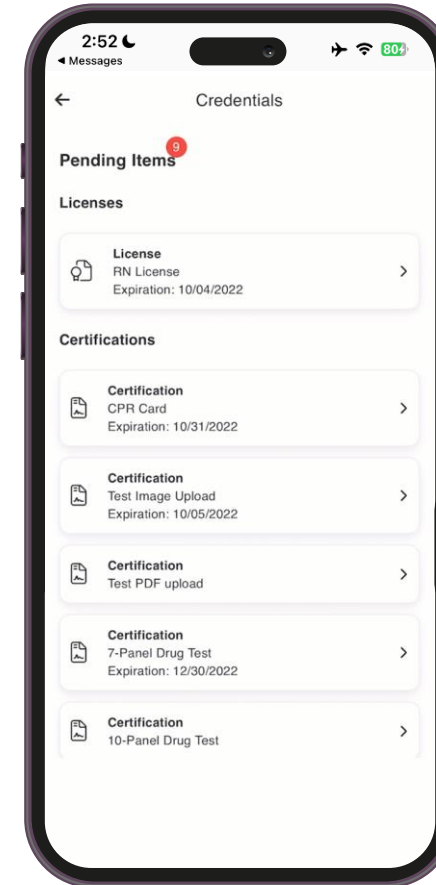 2:52
◀ Messages
80
Credentials
Pending Items
9
Licenses
License
RN License
Expiration: 10/04/2022
Certifications
Certification
CPR Card
Expiration: 10/31/2022
Certification
Test Image Upload
Expiration: 10/05/2022
Certification
Test PDF upload
Certification
7-Panel Drug Test
Expiration: 12/30/2022
Certification
10-Panel Drug Test